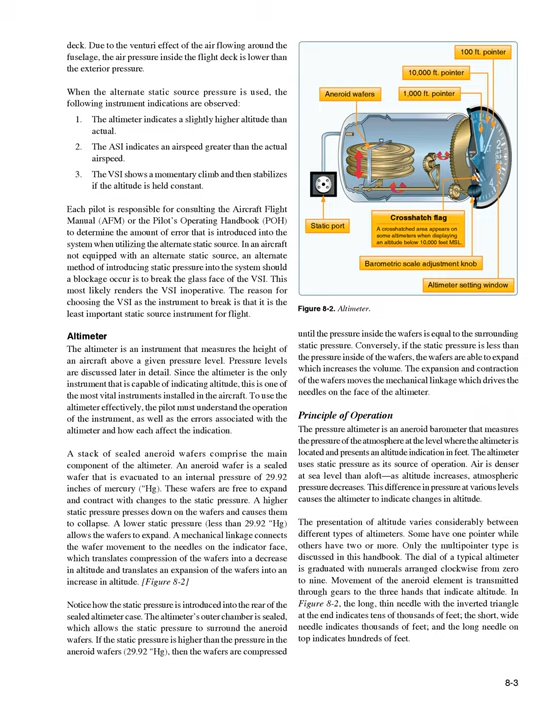 deck. Due to the venturi effect of the air flowing around the
fuselage, the air pressure inside the flight deck is lower than
the exterior pressure.
When the alternate static source pressure is used, the
following instrument indications are observed:
1. The altimeter indicates a slightly higher altitude than
actual.
2. The ASI indicates an airspeed greater than the actual
airspeed.
3. The VSI shows a momentary climb and then stabilizes
if the altitude is held constant.
Each pilot is responsible for consulting the Aircraft Flight
Manual (AFM) or the Pilot's Operating Handbook (POH)
to determine the amount of error that is introduced into the
system when utilizing the alternate static source. In an aircraft
not equipped with an alternate static source, an alternate
method of introducing static pressure into the system should
a blockage occur is to break the glass face of the VSI. This
most likely renders the VSI inoperative. The reason for
choosing the VSI as the instrument to break is that it is the
least important static source instrument for flight.
Altimeter
The altimeter is an instrument that measures the height of
an aircraft above a given pressure level. Pressure levels
are discussed later in detail. Since the altimeter is the only
instrument that is capable of indicating altitude, this is one of
the most vital instruments installed in the aircraft. To use the
altimeter effectively, the pilot must understand the operation
of the instrument, as well as the errors associated with the
altimeter and how each affect the indication.
A stack of sealed aneroid wafers comprise the main
component of the altimeter. An aneroid wafer is a sealed
wafer that is evacuated to an internal pressure of 29.92
inches of mercury ("Hg). These wafers are free to expand
and contract with changes to the static pressure. A higher
static pressure presses down on the wafers and causes them
to collapse. A lower static pressure (less than 29.92 "Hg)
allows the wafers to expand. A mechanical linkage connects
the wafer movement to the needles on the indicator face,
which translates compression of the wafers into a decrease
in altitude and translates an expansion of the wafers into an
increase in altitude. [Figure 8-2]
Notice how the static pressure is introduced into the rear of the
sealed altimeter case. The altimeter's outer chamber is sealed,
which allows the static pressure to surround the aneroid
wafers. If the static pressure is higher than the pressure in the
aneroid wafers (29.92 "Hg), then the wafers are compressed
100 ft. pointer
10,000 ft. pointer
Aneroid wafers
1,000 ft. pointer
Static port
Crosshatch flag
A crosshatched area appears on
some altimeters when displaying
an altitude below 10,000 feet MSL.
Barometric scale adjustment knob
Altimeter setting window
Figure 8-2. Altimeter.
until the pressure inside the wafers is equal to the surrounding
static pressure. Conversely, if the static pressure is less than
the pressure inside of the wafers, the wafers are able to expand
which increases the volume. The expansion and contraction
of the wafers moves the mechanical linkage which drives the
needles on the face of the altimeter.
Principle of Operation
The pressure altimeter is an aneroid barometer that measures
the pressure of the atmosphere at the level where the altimeter is
located and presents an altitude indication in feet. The altimeter
uses static pressure as its source of operation. Air is denser
at sea level than aloft—as altitude increases, atmospheric
pressure decreases. This difference in pressure at various levels
causes the altimeter to indicate changes in altitude.
The presentation of altitude varies considerably between
different types of altimeters. Some have one pointer while
others have two or more. Only the multipointer type is
discussed in this handbook. The dial of a typical altimeter
is graduated with numerals arranged clockwise from zero
to nine. Movement of the aneroid element is transmitted
through gears to the three hands that indicate altitude. In
Figure 8-2, the long, thin needle with the inverted triangle
at the end indicates tens of thousands of feet; the short, wide
needle indicates thousands of feet; and the long needle on
top indicates hundreds of feet.
8-3